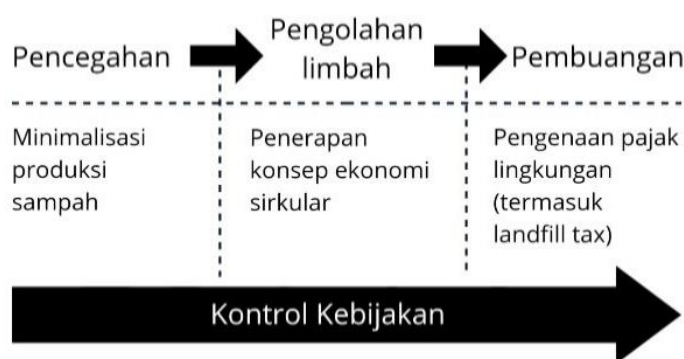 Pencegahan
Pengolahan
limbah
Pembuangan
Minimalisasi
produksi
sampah
Penerapan
konsep ekonomi
sirkular
Pengenaan pajak
lingkungan
(termasuk
landfill tax)
Kontrol Kebijakan